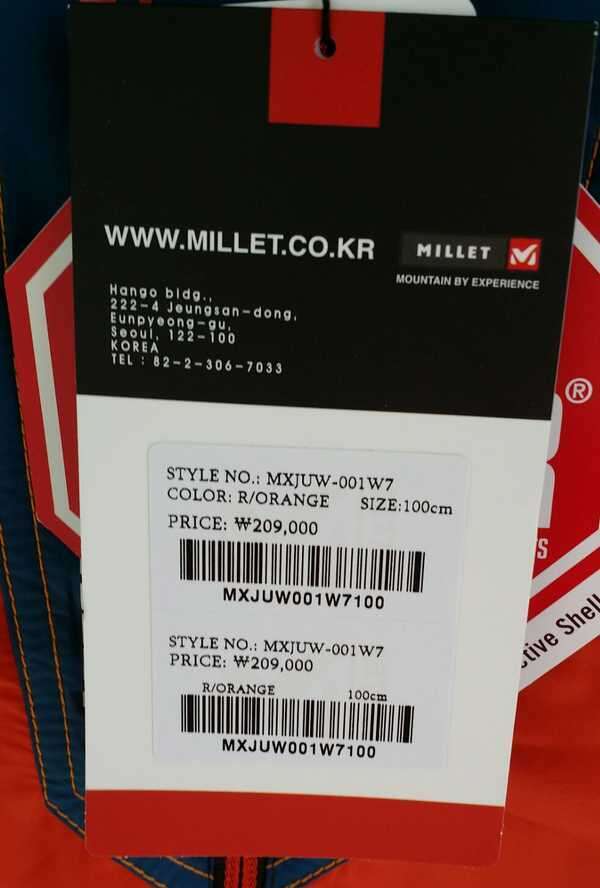 WWW.MILLET.CO.KR
MILLET
MOUNTAIN BY EXPERIENCE
Hango bldg.,
222-4 Jeungsan-dong,
Eunpyeong-gu,
Seoul, 122-100
KOREA
TEL : 82-2-306-7033
®
STYLE NO.: MXJUW-001W7
COLOR: R/ORANGE SIZE:100cm
PRICE: ₩209,000
MXJUW001W7100
STYLE NO.: MXJUW-001W7
PRICE: ₩209,000
R/ORANGE 100cm
MXJUW001W7100
Shell